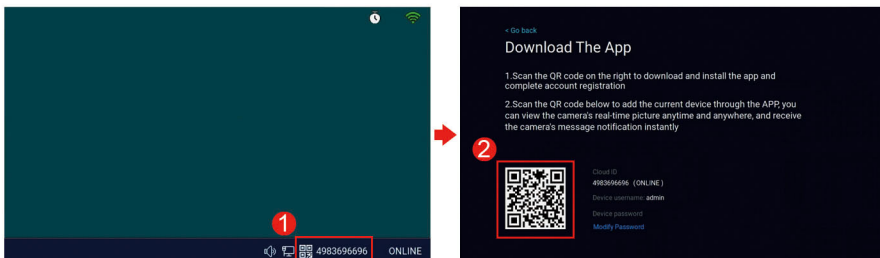 1
4983696696
ONLINE
< Go back
Download The App
1.Scan the QR code on the right to download and install the app and
complete account registration
2.Scan the QR code below to add the current device through the APP, you
can view the camera's real-time picture anytime and anywhere, and receive
the camera's message notification instantly
2
Cloud ID
4983696696 (ONLINE)
Device username: admin
Device password
Modify Password